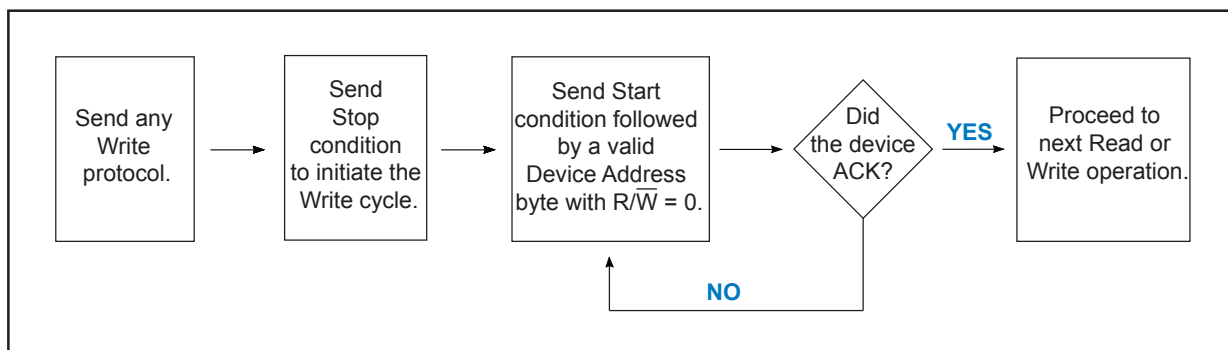 Send any
Write
protocol.
Send
Stop
condition
to initiate the
Write cycle.
Send Start
condition followed
by a valid
Device Address
byte with R/W̅ = 0.
Did
the device
ACK?
YES
Proceed to
next Read or
Write operation.
NO